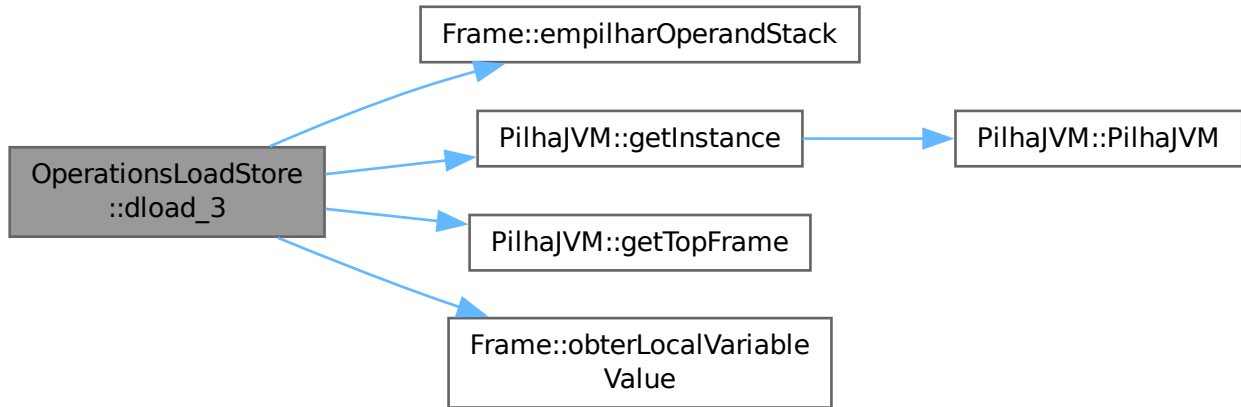 Frame::empilharOperandStack
PilhaJVM::getInstance
PilhaJVM::PilhaJVM
OperationsLoadStore
::dload_3
PilhaJVM::getTopFrame
Frame::obterLocalVariable
Value